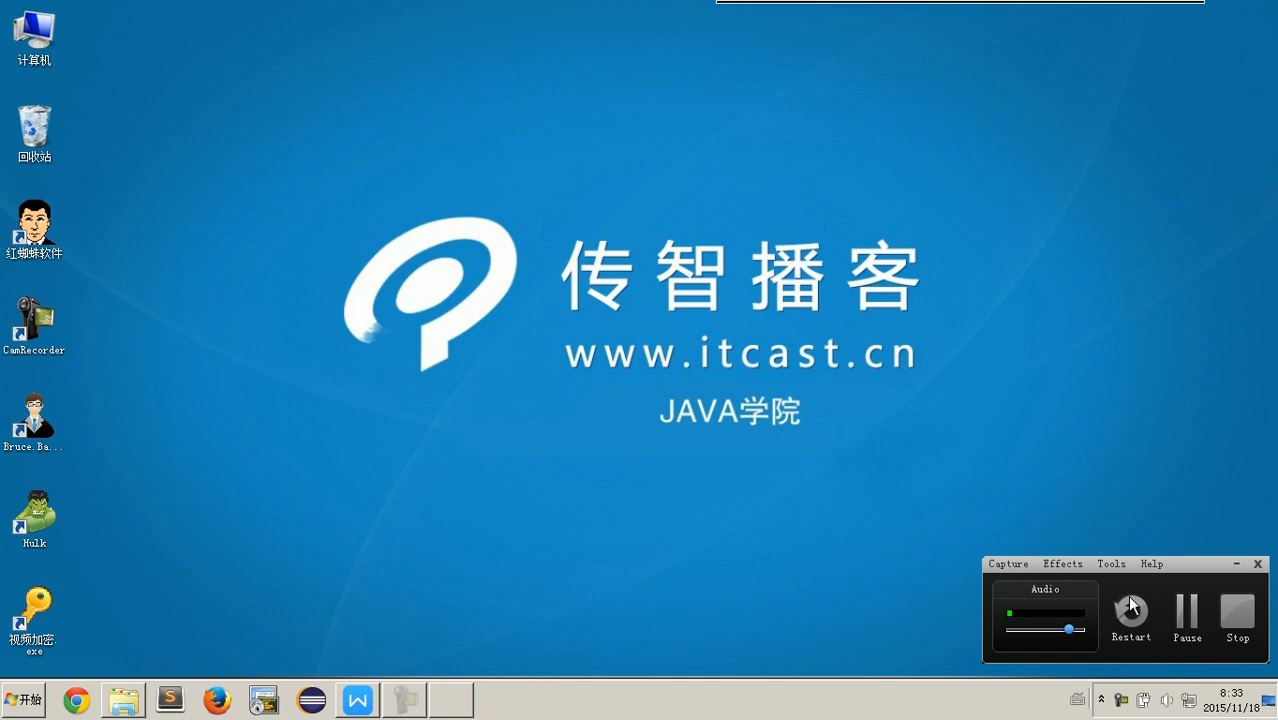 计算机
回收站
红蜘蛛软件
CamRecorder
Bruce.Ba...
Hulk
视频加密.
exe
传智播客
www.itcast.cn
JAVA学院
Capture Effects Tools Help
Audio
Restart Pause Stop
开始
S
W
8:33
2015/11/18